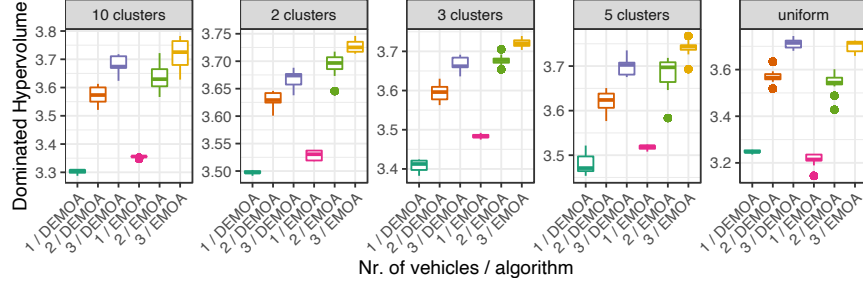 10 clusters
2 clusters
3 clusters
5 clusters
uniform
Dominated Hypervolume
3.8
3.7
3.6
3.5
3.4
3.3
3.75
3.70
3.65
3.60
3.55
3.50
3.7
3.6
3.5
3.4
3.7
3.6
3.5
3.6
3.4
3.2
1 / DEMOA
2 / DEMOA
3 / DEMOA
1 / EMOA
2 / EMOA
3 / EMOA
1 / DEMOA
2 / DEMOA
3 / DEMOA
1 / EMOA
2 / EMOA
3 / EMOA
1 / DEMOA
2 / DEMOA
3 / DEMOA
1 / EMOA
2 / EMOA
3 / EMOA
1 / DEMOA
2 / DEMOA
3 / DEMOA
1 / EMOA
2 / EMOA
3 / EMOA
1 / DEMOA
2 / DEMOA
3 / DEMOA
1 / EMOA
2 / EMOA
3 / EMOA
Nr. of vehicles / algorithm